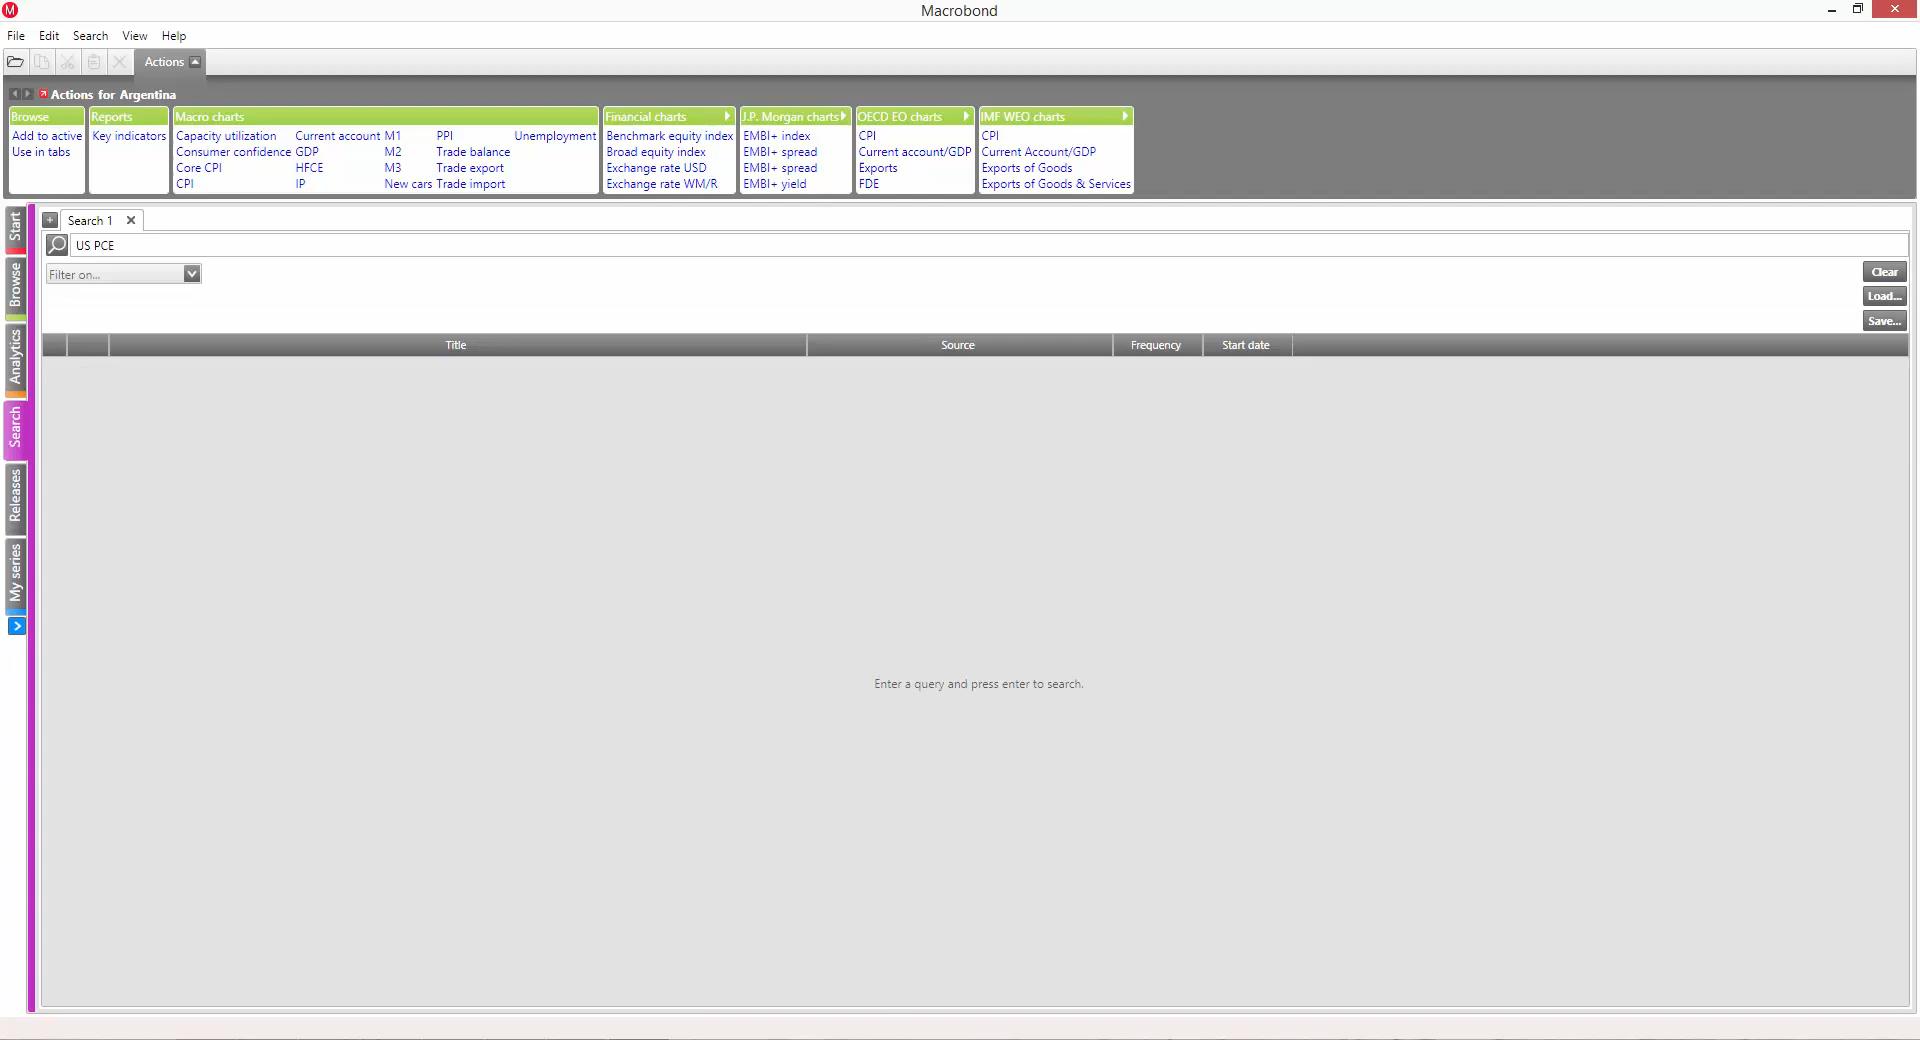 M
Macrobond
File Edit Search View Help
Actions
Actions for Argentina
Browse
Add to active
Use in tabs
Reports
Key indicators
Macro charts
Capacity utilization Current account M1 PPI Unemployment
Consumer confidence GDP M2 Trade balance
Core CPI HFCE M3 Trade export
CPI IP New cars Trade import
Financial charts
Benchmark equity index
Broad equity index
Exchange rate USD
Exchange rate WM/R
J.P. Morgan charts
EMBI+ index
EMBI+ spread
EMBI+ spread
EMBI+ yield
OECD EO charts
CPI
Current account/GDP
Exports
FDE
IMF WEO charts
CPI
Current Account/GDP
Exports of Goods
Exports of Goods & Services
Start
Browse
Analytics
Search
Releases
My series
Search 1
US PCE
Filter on...
Clear
Load...
Save...
Title Source Frequency Start date
Enter a query and press enter to search.